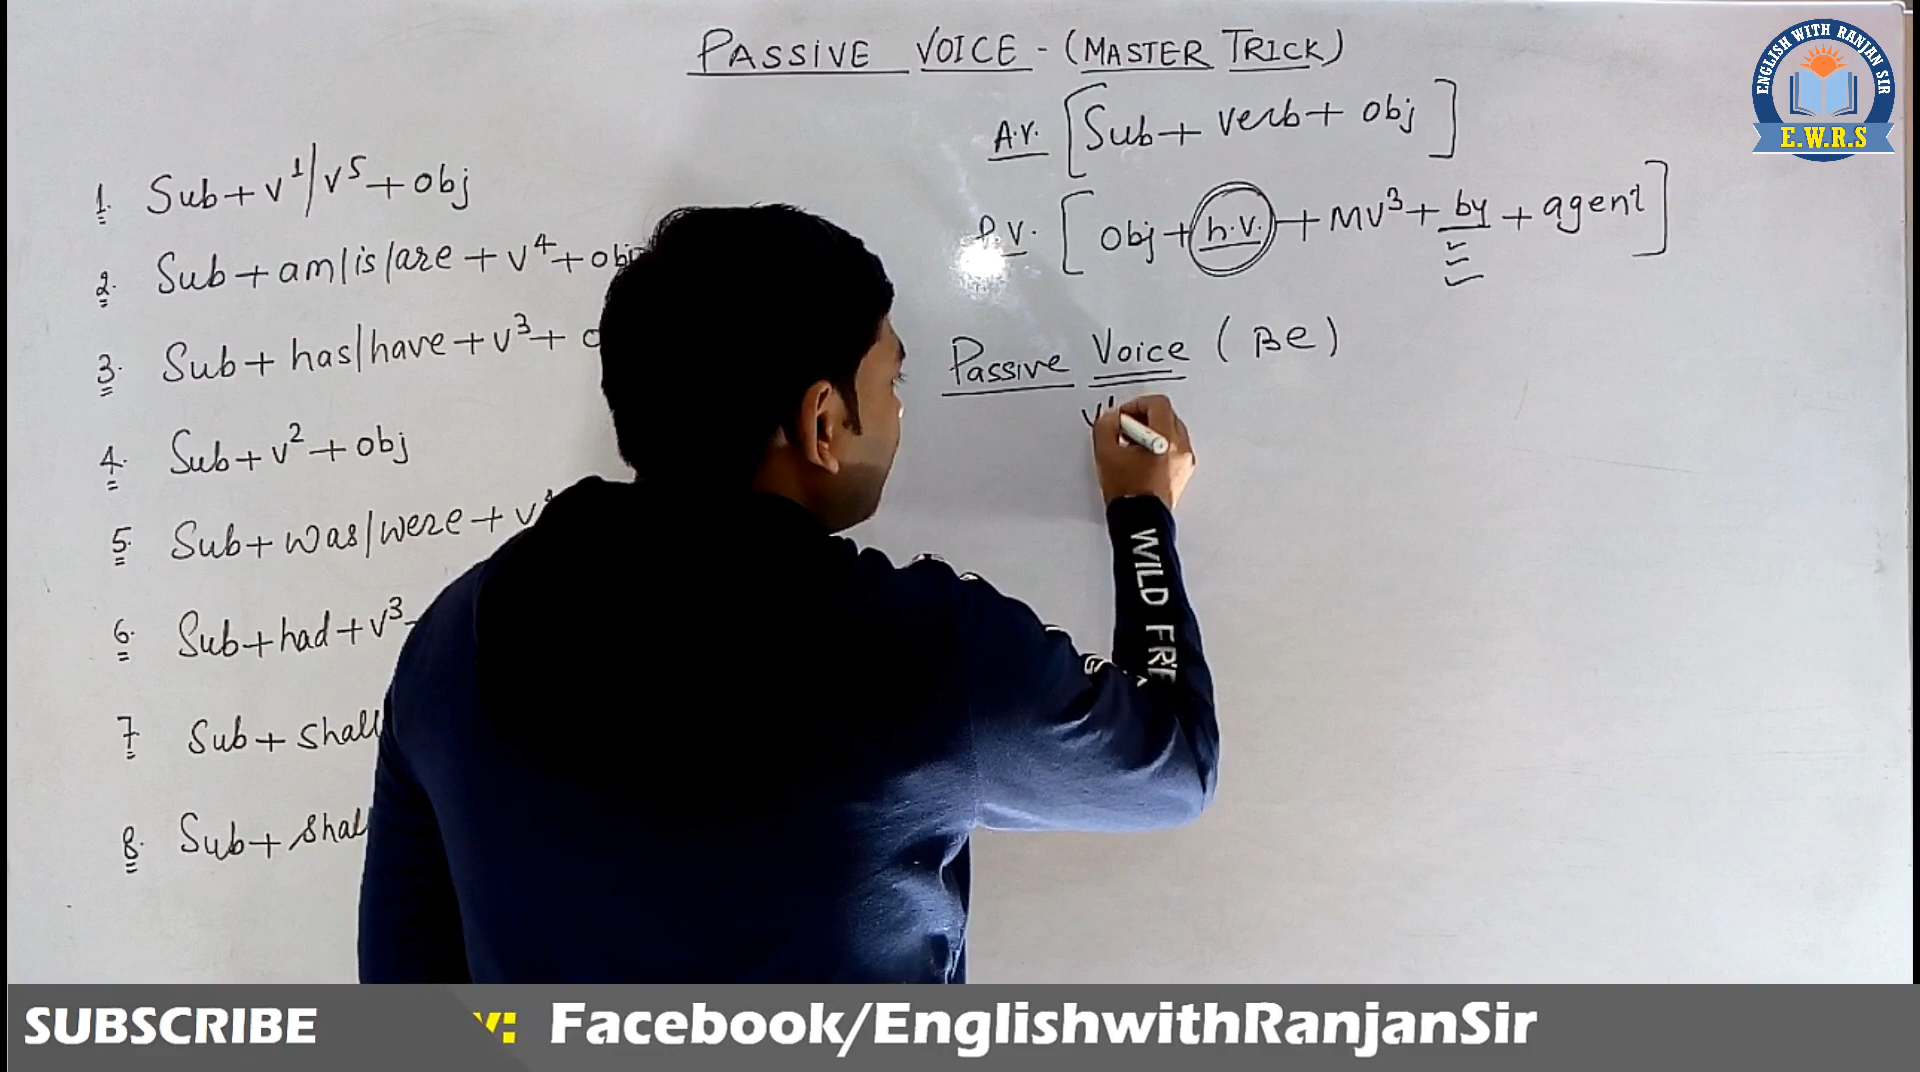 PASSIVE VOICE - (MASTER TRICK)
A.V. [Sub + verb + obj]
P.V. [obj + h.v. + MV³ + by + agent]
Passive Voice (Be)
1. Sub + v¹/v⁵ + obj
2. Sub + am/is/are + v⁴ + obj
3. Sub + has/have + v³ +
4. Sub + v² + obj
5. Sub + was/were + v
6. Sub + had + v³
7. Sub + shall
8. Sub + shal
WILD FRE
ENGLISH WITH RANJAN SIR
E.W.R.S
SUBSCRIBE
y: Facebook/EnglishwithRanjanSir